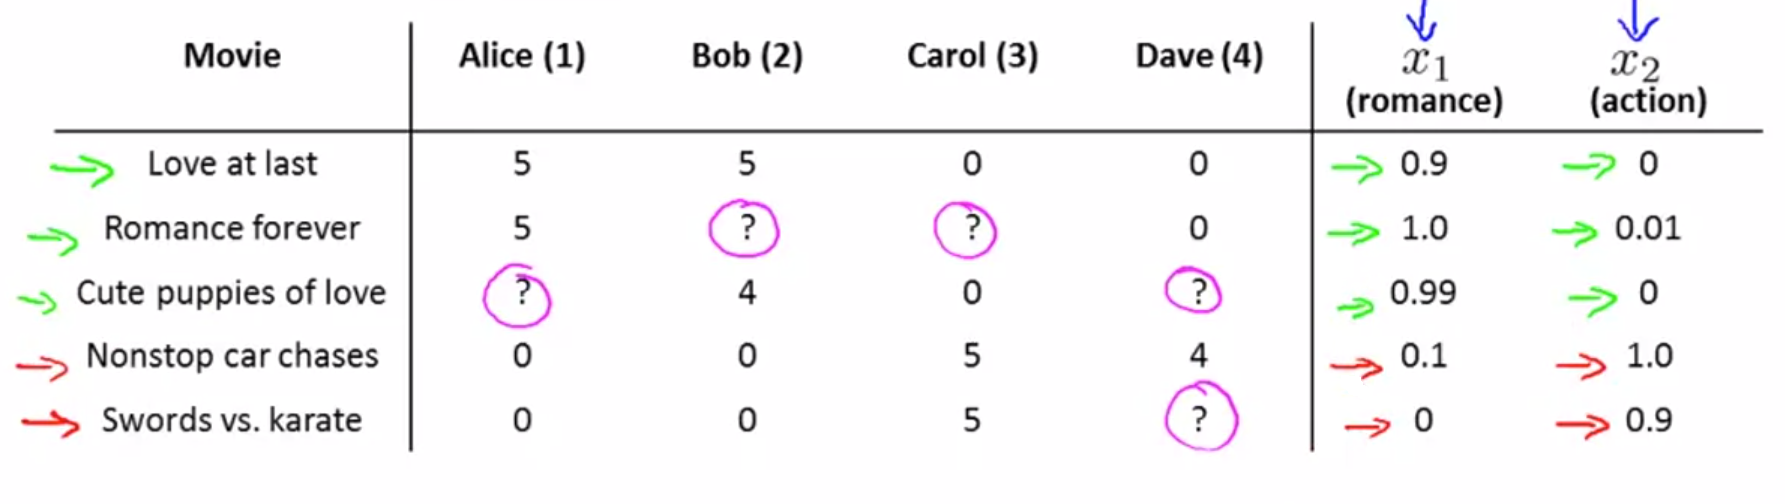 Movie Alice (1) Bob (2) Carol (3) Dave (4) x₁ (romance) x₂ (action)
Love at last 5 5 0 0 0.9 0
Romance forever 5 ? ? 0 1.0 0.01
Cute puppies of love ? 4 0 ? 0.99 0
Nonstop car chases 0 0 5 4 0.1 1.0
Swords vs. karate 0 0 5 ? 0 0.9